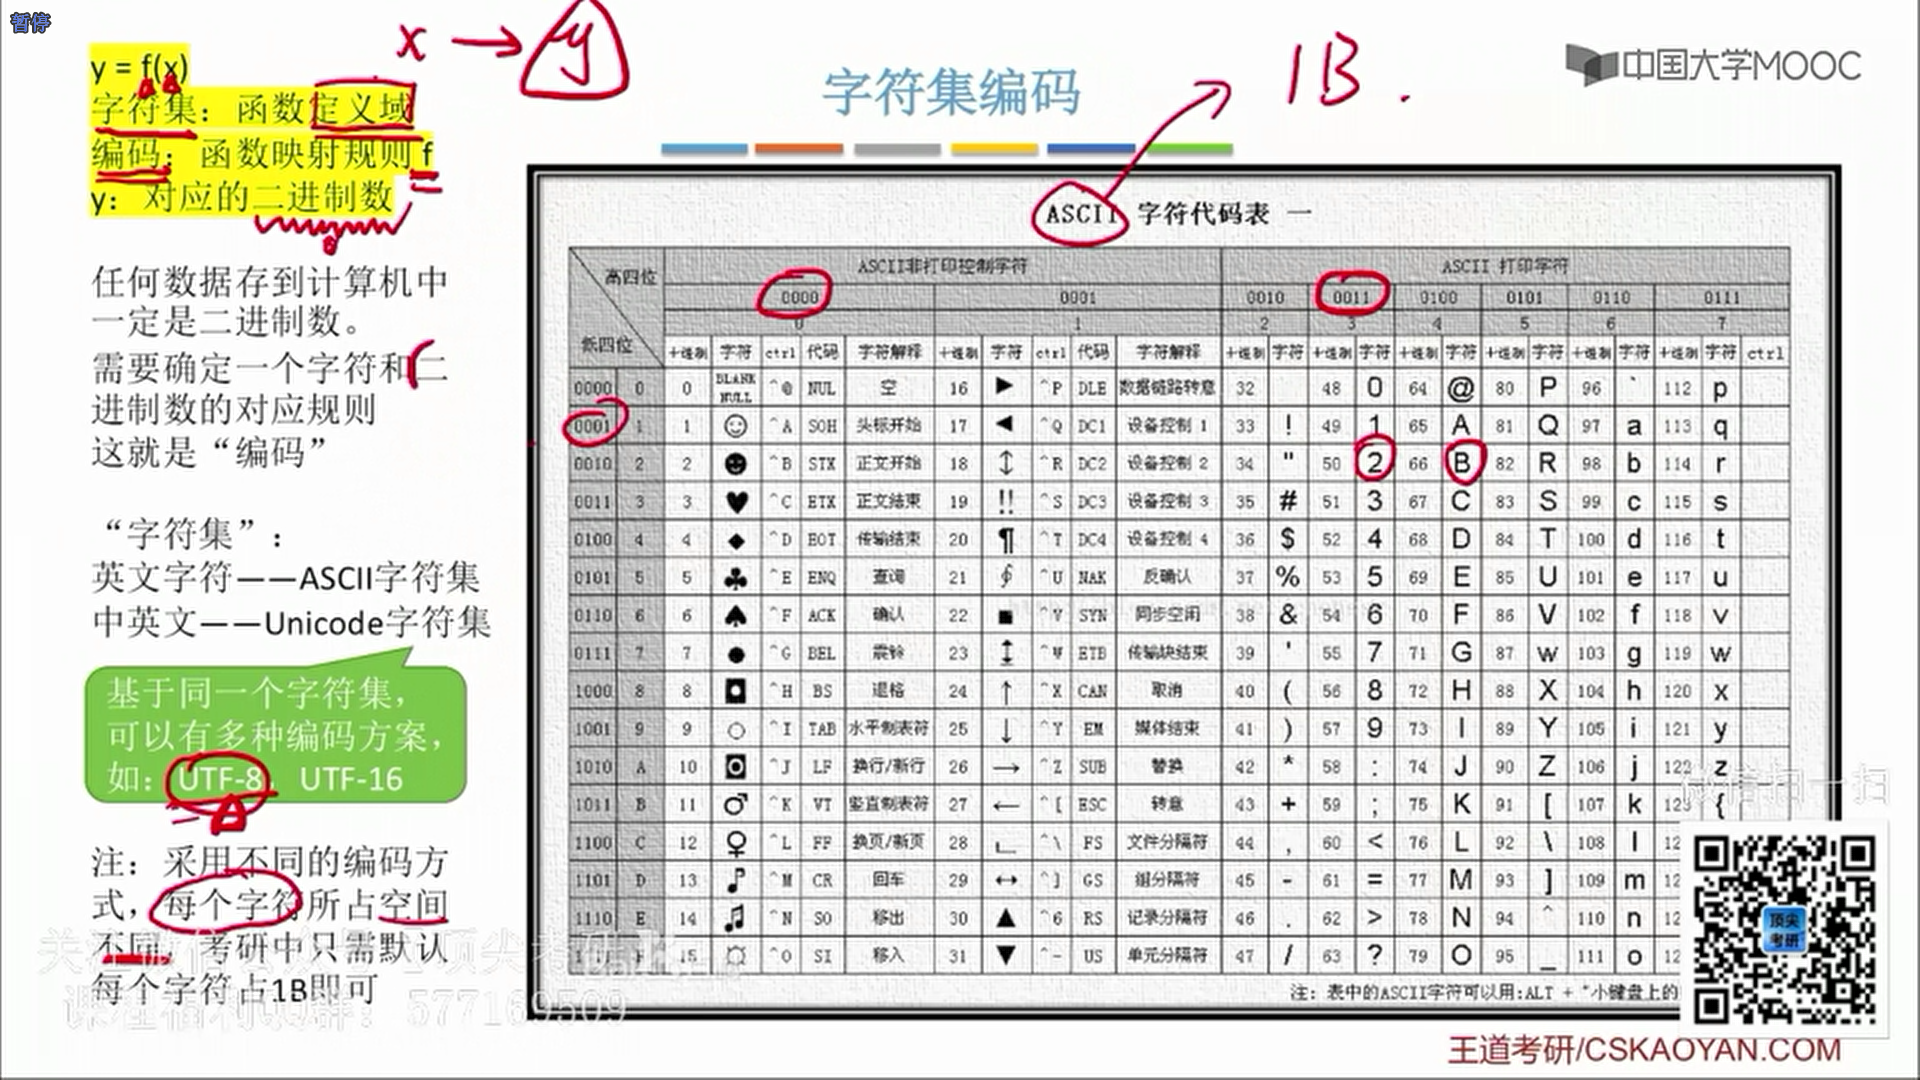 暂停
x → y
1B.
中国大学MOOC
字符集编码
y = f(x)
字符集：函数定义域
编码：函数映射规则 f
y：对应的二进制数
任何数据存到计算机中
一定是二进制数。
需要确定一个字符和二
进制数的对应规则
这就是“编码”
“字符集”：
英文字符——ASCII字符集
中英文——Unicode字符集
基于同一个字符集，
可以有多种编码方案，
如：UTF-8 UTF-16
注：采用不同的编码方
式，每个字符所占空间
不同。考研中只需默认
每个字符占1B即可
课程福利QQ群：577169509
ASCII 字符代码表 一
高四位 ASCII非打印控制字符 ASCII 打印字符
0000 0001 0010 0011 0100 0101 0110 0111
0 1 2 3 4 5 6 7
低四位 十进制 字符 ctrl 代码 字符解释 十进制 字符 ctrl 代码 字符解释 十进制 字符 十进制 字符 十进制 字符 十进制 字符 十进制 字符 十进制 字符 ctrl
0000 0 0 BLANK NULL ^@ NUL 空 16 ► ^P DLE 数据链路转意 32 48 0 64 @ 80 P 96 ` 112 p
0001 1 1 ☺ ^A SOH 头标开始 17 ◄ ^Q DC1 设备控制 1 33 ! 49 1 65 A 81 Q 97 a 113 q
0010 2 2 ☻ ^B STX 正文开始 18 ↕ ^R DC2 设备控制 2 34 " 50 2 66 B 82 R 98 b 114 r
0011 3 3 ♥ ^C ETX 正文结束 19 ‼ ^S DC3 设备控制 3 35 # 51 3 67 C 83 S 99 c 115 s
0100 4 4 ♦ ^D EOT 传输结束 20 ¶ ^T DC4 设备控制 4 36 $ 52 4 68 D 84 T 100 d 116 t
0101 5 5 ♣ ^E ENQ 查询 21 ∮ ^U NAK 反确认 37 % 53 5 69 E 85 U 101 e 117 u
0110 6 6 ♠ ^F ACK 确认 22 ■ ^V SYN 同步空闲 38 & 54 6 70 F 86 V 102 f 118 v
0111 7 7 ● ^G BEL 震铃 23 ↨ ^W ETB 传输块结束 39 ' 55 7 71 G 87 w 103 g 119 w
1000 8 8 ◘ ^H BS 退格 24 ↑ ^X CAN 取消 40 ( 56 8 72 H 88 X 104 h 120 x
1001 9 9 ○ ^I TAB 水平制表符 25 ↓ ^Y EM 媒体结束 41 ) 57 9 73 I 89 Y 105 i 121 y
1010 A 10 ◙ ^J LF 换行/新行 26 → ^Z SUB 替换 42 * 58 : 74 J 90 Z 106 j 122 z
1011 B 11 ♂ ^K VT 竖直制表符 27 ← ^[ ESC 转意 43 + 59 ; 75 K 91 [ 107 k 123 {
1100 C 12 ♀ ^L FF 换页/新页 28 ∟ ^\ FS 文件分隔符 44 , 60 < 76 L 92 \ 108 l
1101 D 13 ♪ ^M CR 回车 29 ↔ ^] GS 组分隔符 45 - 61 = 77 M 93 ] 109 m
1110 E 14 ♫ ^N SO 移出 30 ▲ ^6 RS 记录分隔符 46 . 62 > 78 N 94 ^ 110 n
15 ☼ ^O SI 移入 31 ▼ ^- US 单元分隔符 47 / 63 ? 79 O 95 _ 111 o
注：表中的ASCII字符可以用:ALT + "小键盘上的
微信扫一扫
顶尖
考研
王道考研/CSKAOYAN.COM